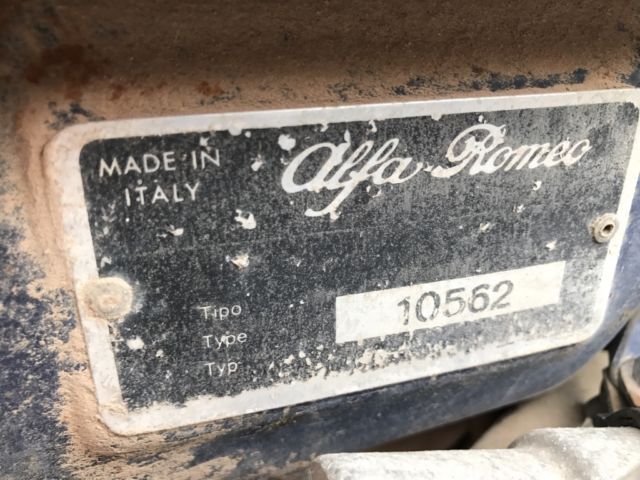 MADE IN
ITALY
Alfa Romeo
Tipo
Type 10562
Typ